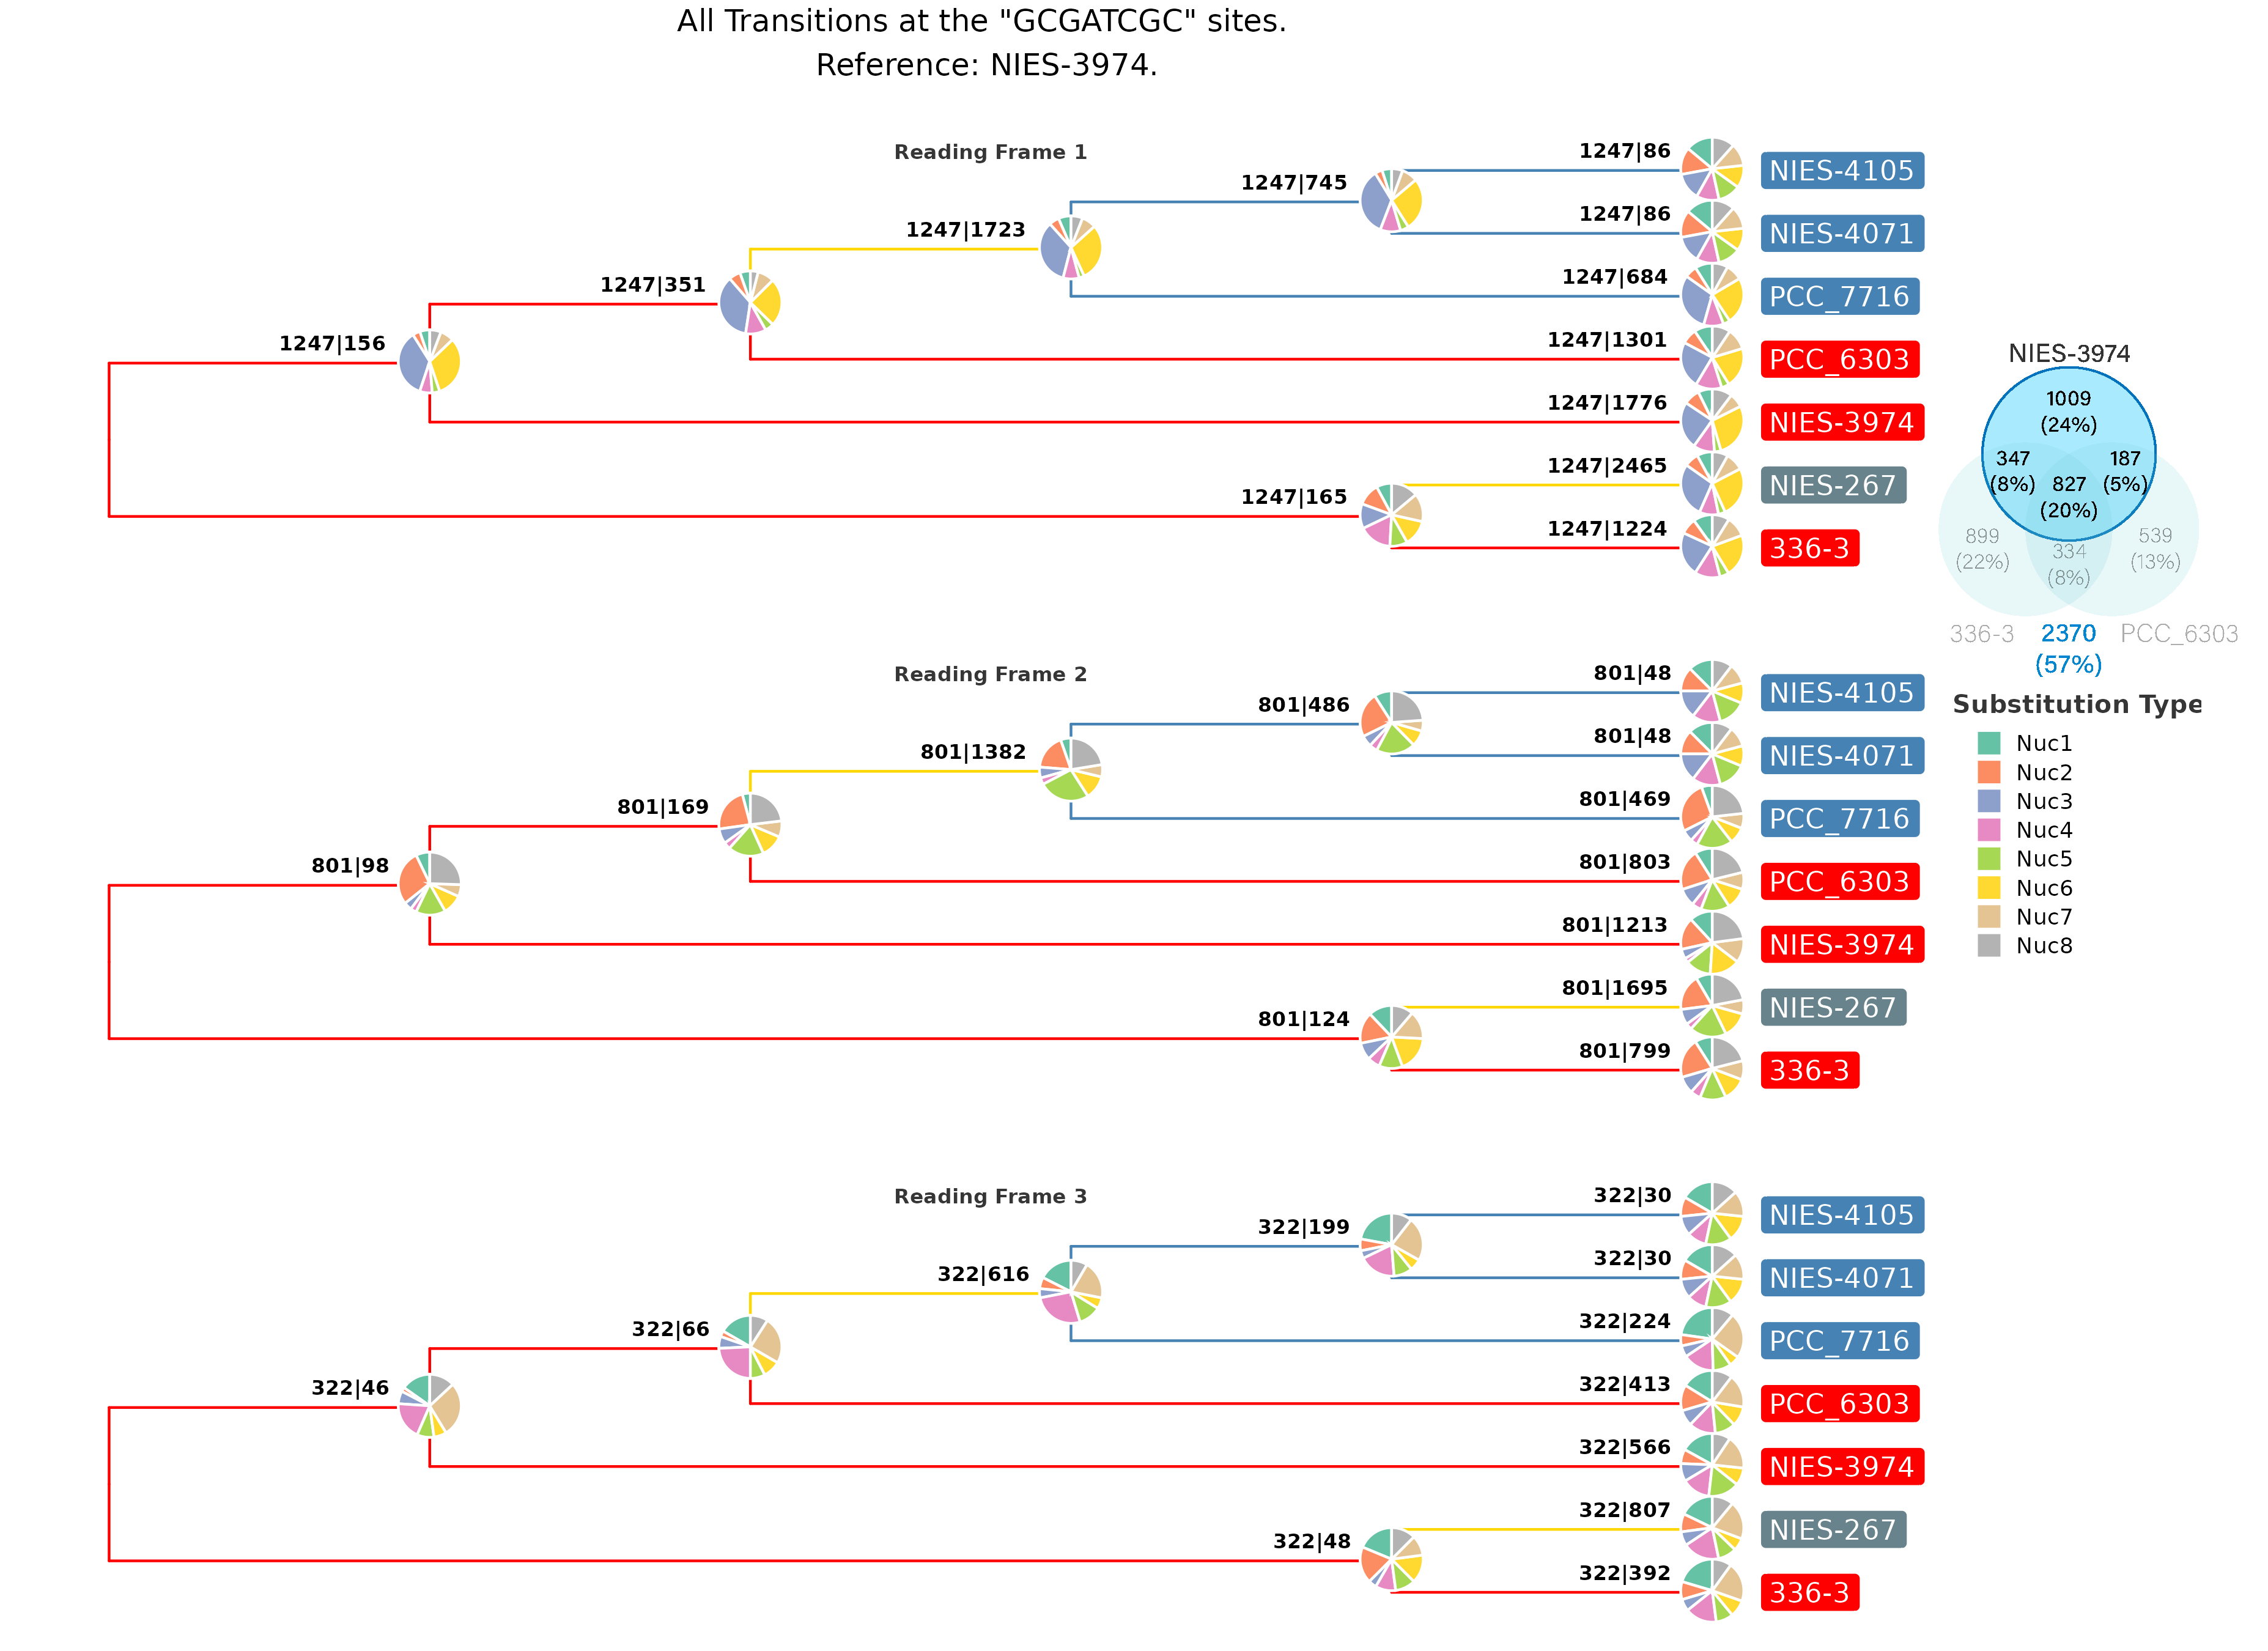 All Transitions at the "GCGATCGC" sites.
Reference: NIES-3974.
Reading Frame 1
1247|86
NIES-4105
1247|745
1247|86
NIES-4071
1247|1723
1247|684
PCC_7716
1247|351
1247|1301
PCC_6303
1247|156
1247|1776
NIES-3974
1247|2465
NIES-267
1247|165
1247|1224
336-3
NIES-3974
1009
(24%)
347
(8%)
827
(20%)
187
(5%)
899
(22%)
334
(8%)
539
(13%)
336-3
2370
(57%)
PCC_6303
Substitution Type
Nuc1
Nuc2
Nuc3
Nuc4
Nuc5
Nuc6
Nuc7
Nuc8
Reading Frame 2
801|48
NIES-4105
801|486
801|48
NIES-4071
801|1382
801|469
PCC_7716
801|169
801|803
PCC_6303
801|98
801|1213
NIES-3974
801|1695
NIES-267
801|124
801|799
336-3
Reading Frame 3
322|30
NIES-4105
322|199
322|30
NIES-4071
322|616
322|224
PCC_7716
322|66
322|413
PCC_6303
322|46
322|566
NIES-3974
322|807
NIES-267
322|48
322|392
336-3